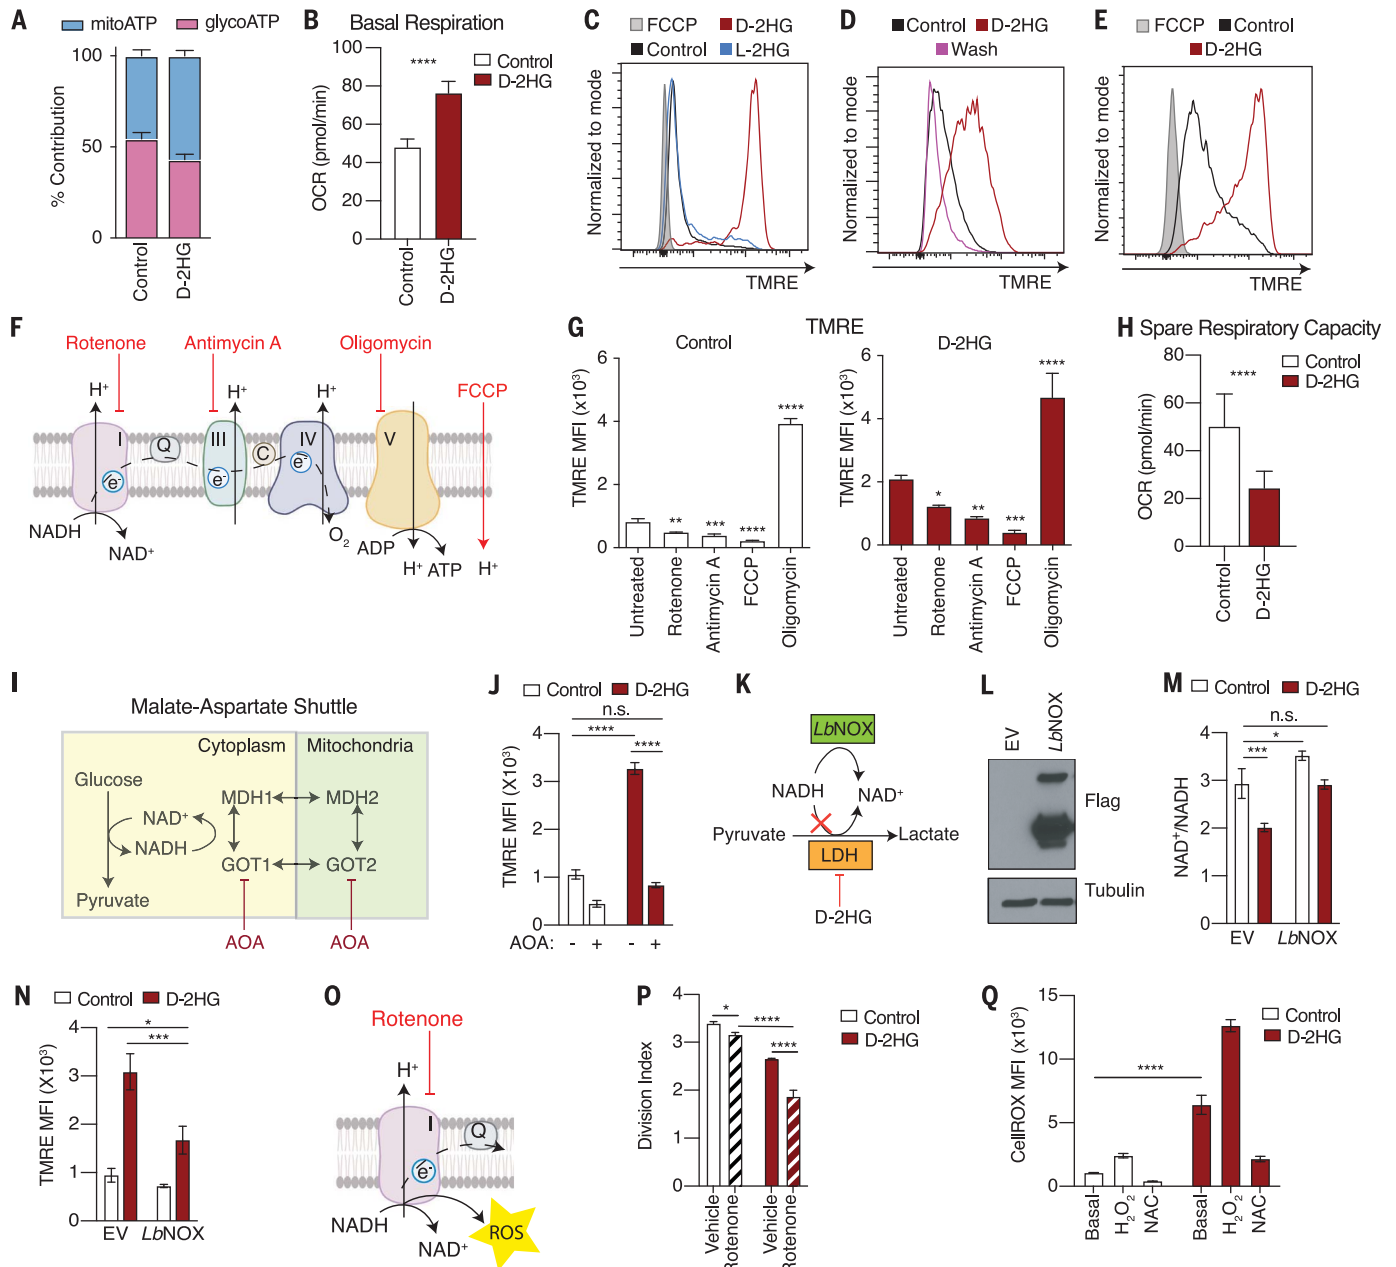 A
mitoATP glycoATP
% Contribution
100
50
0
Control
D-2HG
B
Basal Respiration
****
Control
D-2HG
OCR (pmol/min)
100
80
60
40
20
0
Control
D-2HG
C
FCCP D-2HG
Control L-2HG
Normalized to mode
TMRE
D
Control D-2HG
Wash
Normalized to mode
TMRE
E
FCCP Control
D-2HG
Normalized to mode
TMRE
F
Rotenone Antimycin A Oligomycin
FCCP
H+ H+ H+
I Q III C IV V
e- e- e-
NADH
NAD+
O2
ADP
H+ ATP H+
G
TMRE
Control
TMRE MFI (x10³)
6
4
2
0
** *** **** ****
Untreated
Rotenone
Antimycin A
FCCP
Oligomycin
D-2HG
TMRE MFI (x10³)
6
4
2
0
* ** *** ****
Untreated
Rotenone
Antimycin A
FCCP
Oligomycin
H Spare Respiratory Capacity
Control
D-2HG
****
OCR (pmol/min)
80
60
40
20
0
Control
D-2HG
I
Malate-Aspartate Shuttle
Cytoplasm Mitochondria
Glucose
MDH1 MDH2
NAD+
NADH
GOT1 GOT2
Pyruvate
AOA AOA
J
Control D-2HG
n.s.
**** ****
TMRE MFI (X10³)
4
3
2
1
0
AOA: - + - +
K
LbNOX
NADH NAD+
Pyruvate Lactate
LDH
D-2HG
L
EV
LbNOX
Flag
Tubulin
M
Control D-2HG
n.s.
*
***
NAD+/NADH
4
3
2
1
0
EV LbNOX
N
Control D-2HG
*
***
TMRE MFI (X10³)
4
3
2
1
0
EV LbNOX
O
Rotenone
H+
I
Q
e-
NADH
NAD+
ROS
P
Control
D-2HG
* ****
****
Division Index
4
3
2
1
0
Vehicle
Rotenone
Vehicle
Rotenone
Q
Control
D-2HG
****
CellROX MFI (x10³)
15
10
5
0
Basal
H2O2
NAC
Basal
H2O2
NAC